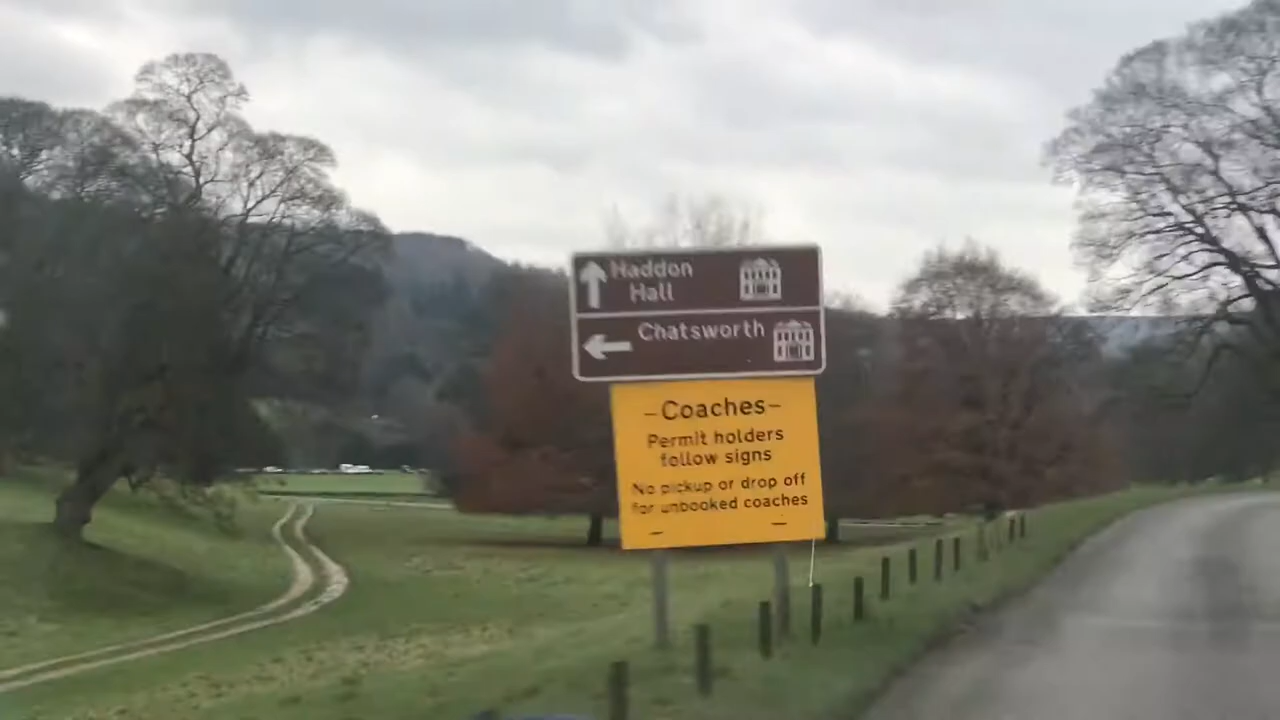 Haddon
Hall
Chatsworth
-Coaches-
Permit holders
follow signs
No pickup or drop off
for unbooked coaches